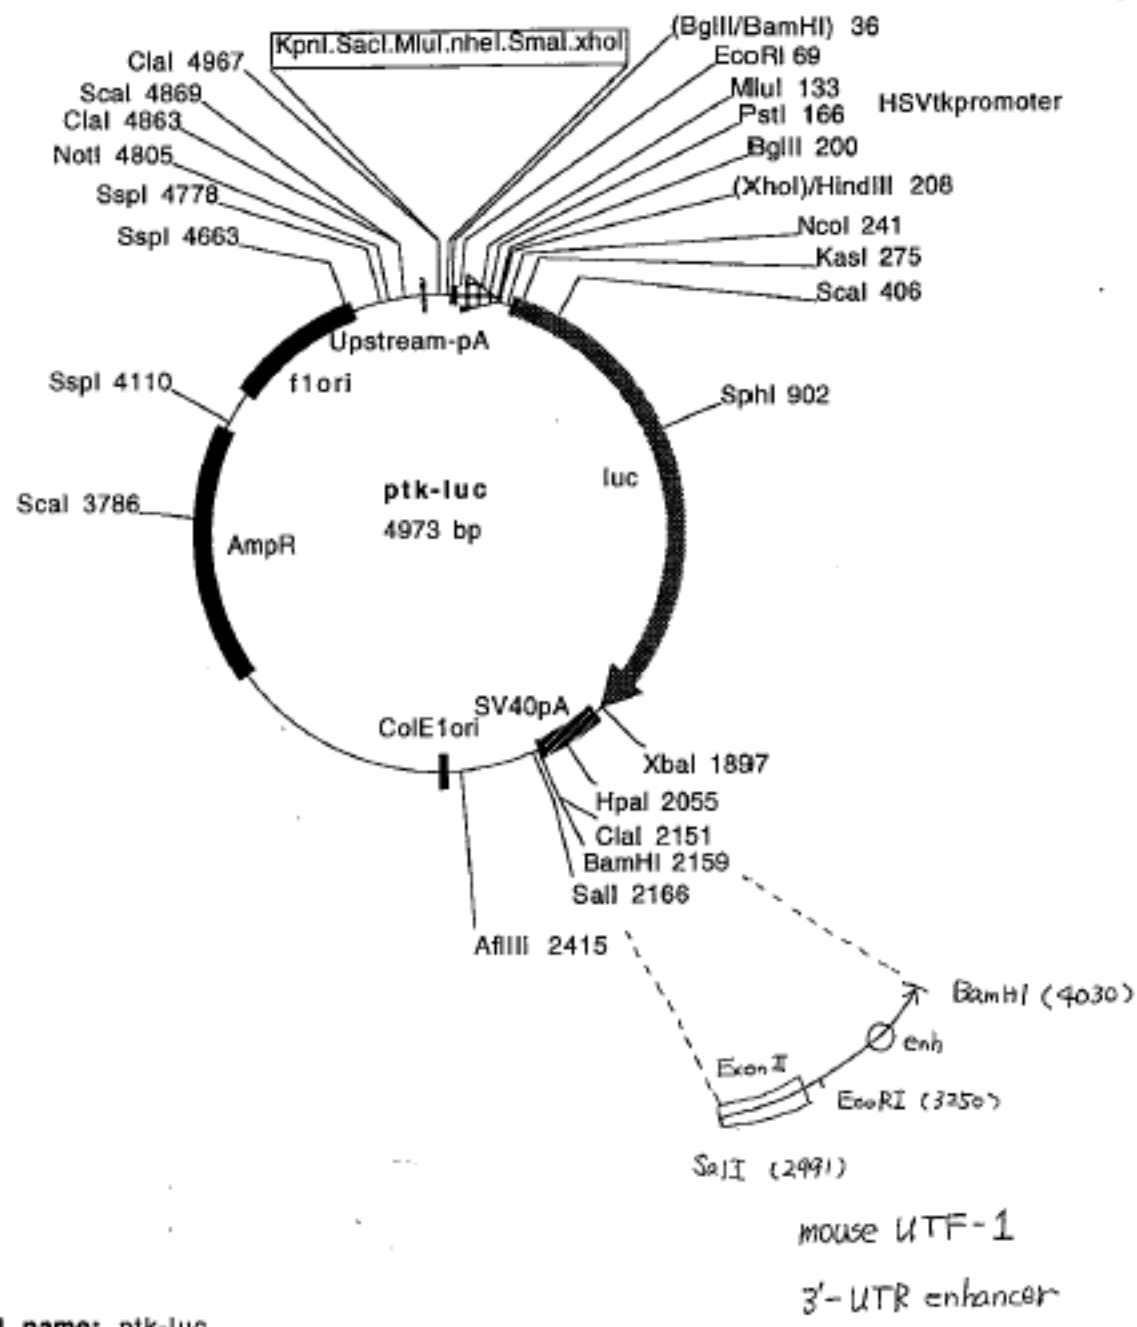 KpnI.SacI.MluI.nheI.SmaI.xhoI
(BglII/BamHI) 36
EcoRI 69
MluI 133
PstI 166
HSVtkpromoter
BglII 200
(XhoI)/HindIII 208
NcoI 241
KasI 275
ScaI 406
ClaI 4967
ScaI 4869
ClaI 4863
NotI 4805
SspI 4778
SspI 4663
Upstream-pA
f1ori
SspI 4110
SphI 902
luc
ptk-luc
4973 bp
ScaI 3786
AmpR
SV40pA
ColE1ori
XbaI 1897
HpaI 2055
ClaI 2151
BamHI 2159
SalI 2166
AflIII 2415
BamHI (4030)
enh
Exon II
EcoRI (3250)
SalI (2991)
mouse UTF-1
3'-UTR enhancer
name: ptk-luc